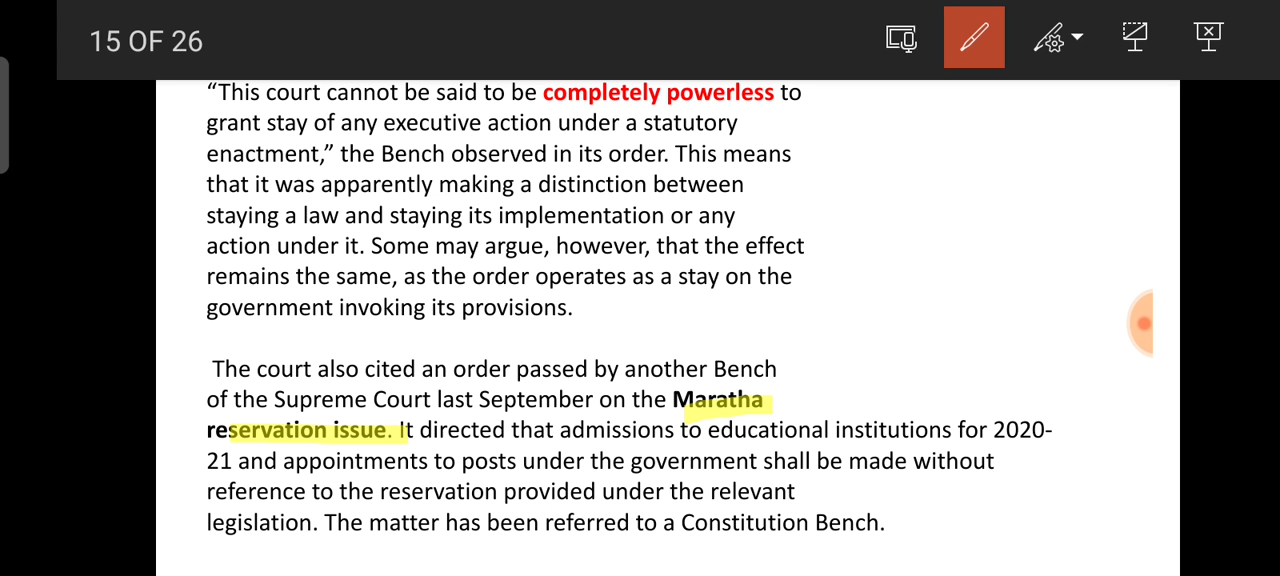 15 OF 26
“This court cannot be said to be completely powerless to
grant stay of any executive action under a statutory
enactment,” the Bench observed in its order. This means
that it was apparently making a distinction between
staying a law and staying its implementation or any
action under it. Some may argue, however, that the effect
remains the same, as the order operates as a stay on the
government invoking its provisions.
The court also cited an order passed by another Bench
of the Supreme Court last September on the Maratha
reservation issue. It directed that admissions to educational institutions for 2020-
21 and appointments to posts under the government shall be made without
reference to the reservation provided under the relevant
legislation. The matter has been referred to a Constitution Bench.